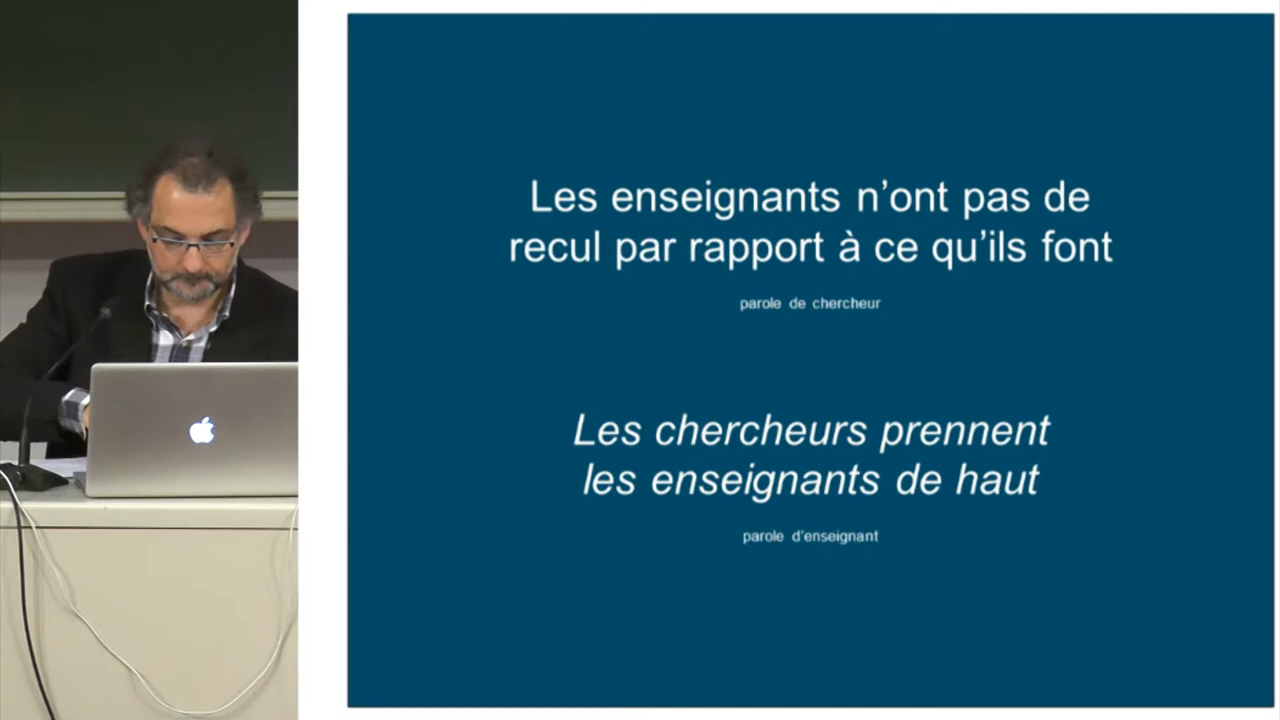 Les enseignants n’ont pas de
recul par rapport à ce qu’ils font
parole de chercheur
Les chercheurs prennent
les enseignants de haut
parole d’enseignant